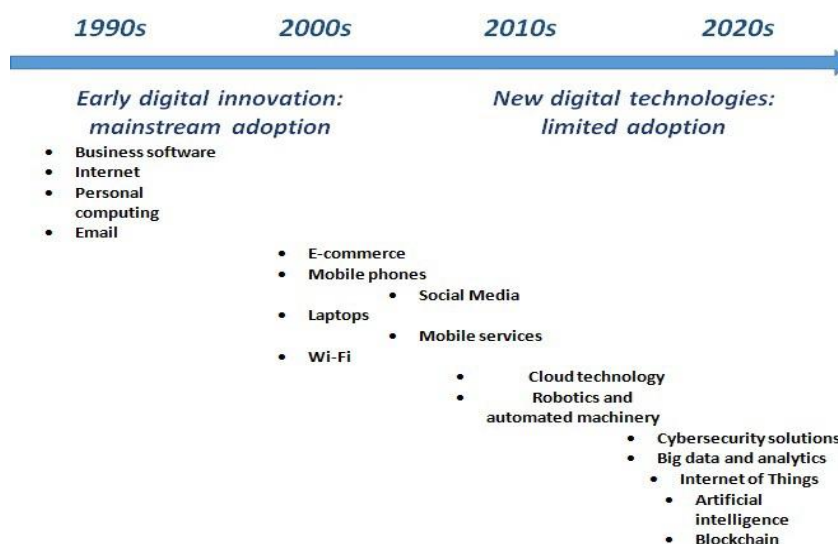 1990s 2000s 2010s 2020s
Early digital innovation:
mainstream adoption
New digital technologies:
limited adoption
• Business software
• Internet
• Personal
computing
• Email
• E-commerce
• Mobile phones
• Social Media
• Laptops
• Mobile services
• Wi-Fi
• Cloud technology
• Robotics and
automated machinery
• Cybersecurity solutions
• Big data and analytics
• Internet of Things
• Artificial
intelligence
• Blockchain